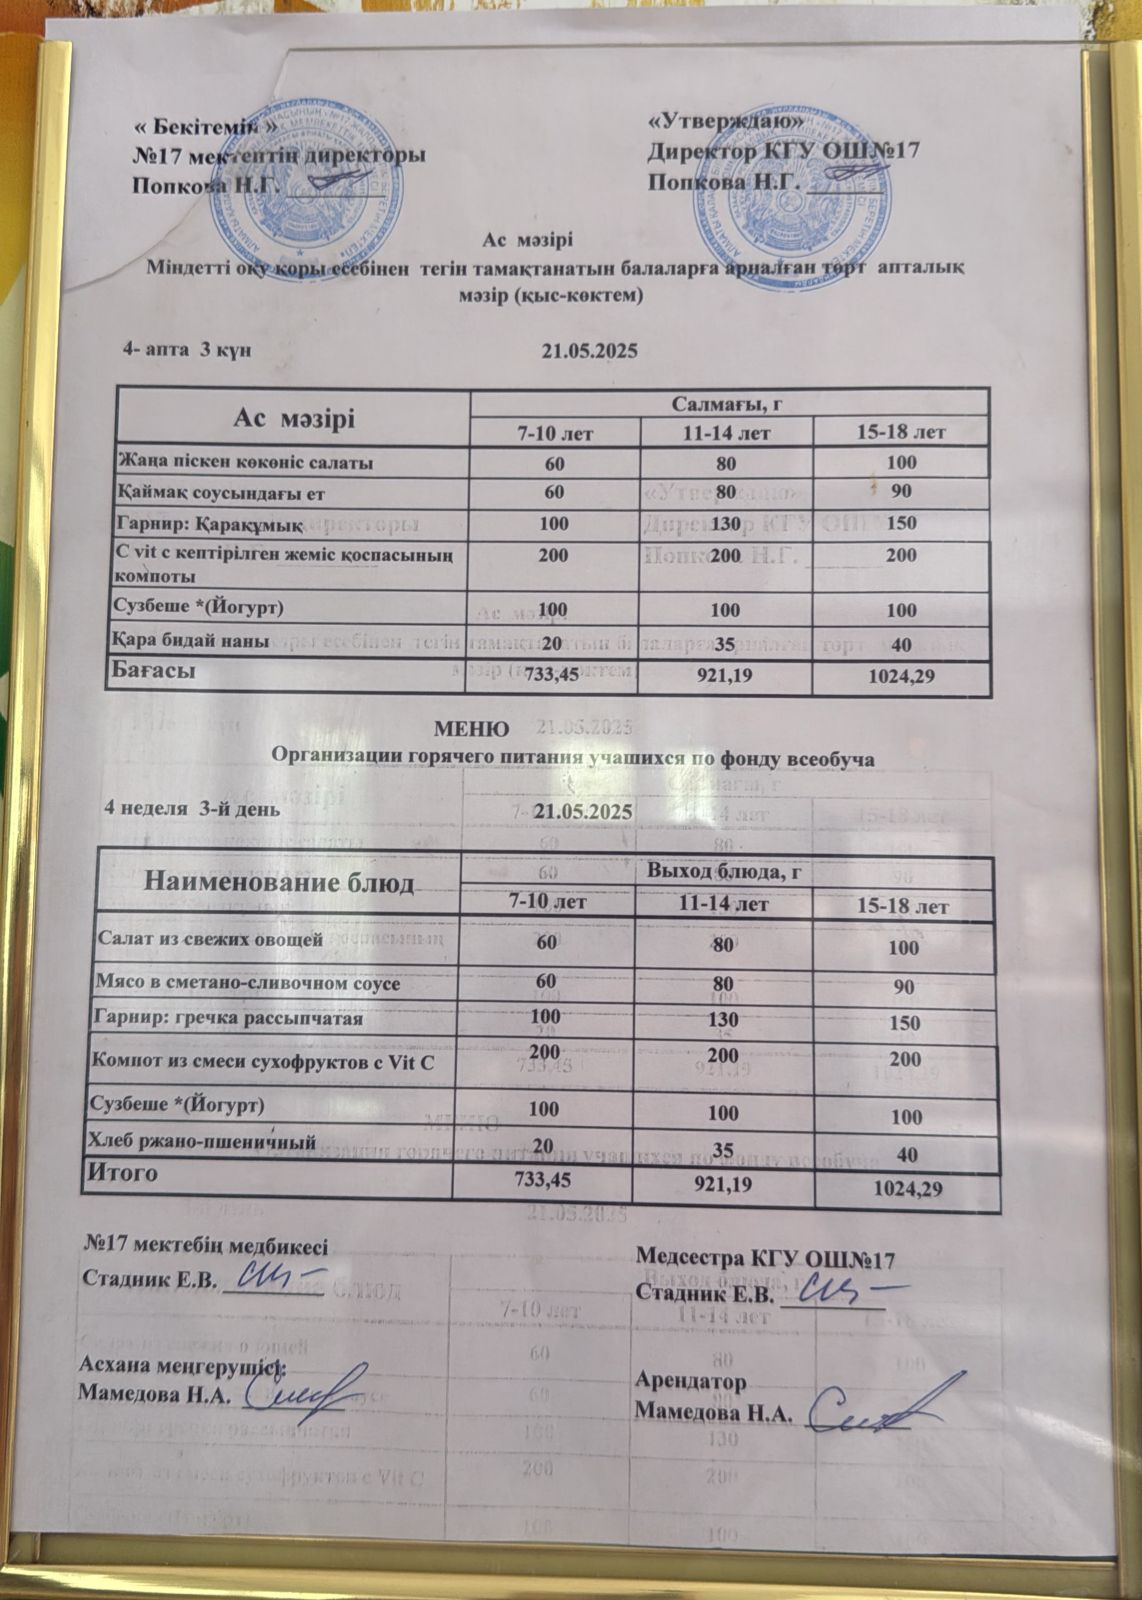 « Бекітемін »
№17 мектептің директоры
Попкова Н.Г.
«Утверждаю»
Директор КГУ ОШ№17
Попкова Н.Г.
Ас мәзірі
Міндетті оқу қоры есебінен тегін тамақтанатын балаларға арналған төрт апталық
мәзір (қыс-көктем)
4- апта 3 күн 21.05.2025
Ас мәзірі Салмағы, г
7-10 лет 11-14 лет 15-18 лет
Жаңа піскен көкөніс салаты 60 80 100
Қаймақ соусындағы ет 60 80 90
Гарнир: Қарақұмық 100 130 150
С vit с кептірілген жеміс қоспасының 200 200 200
компоты
Сузбеше *(Йогурт) 100 100 100
Қара бидай наны 20 35 40
Бағасы 733,45 921,19 1024,29
МЕНЮ
Организации горячего питания учашихся по фонду всеобуча
4 неделя 3-й день 21.05.2025
Наименование блюд Выход блюда, г
7-10 лет 11-14 лет 15-18 лет
Салат из свежих овощей 60 80 100
Мясо в сметано-сливочном соусе 60 80 90
Гарнир: гречка рассыпчатая 100 130 150
Компот из смеси сухофруктов с Vit C 200 200 200
Сузбеше *(Йогурт) 100 100 100
Хлеб ржано-пшеничный 20 35 40
Итого 733,45 921,19 1024,29
№17 мектебің медбикесі
Стадник Е.В.
Медсестра КГУ ОШ№17
Стадник Е.В.
Асхана меңгерушісі:
Мамедова Н.А.
Арендатор
Мамедова Н.А.